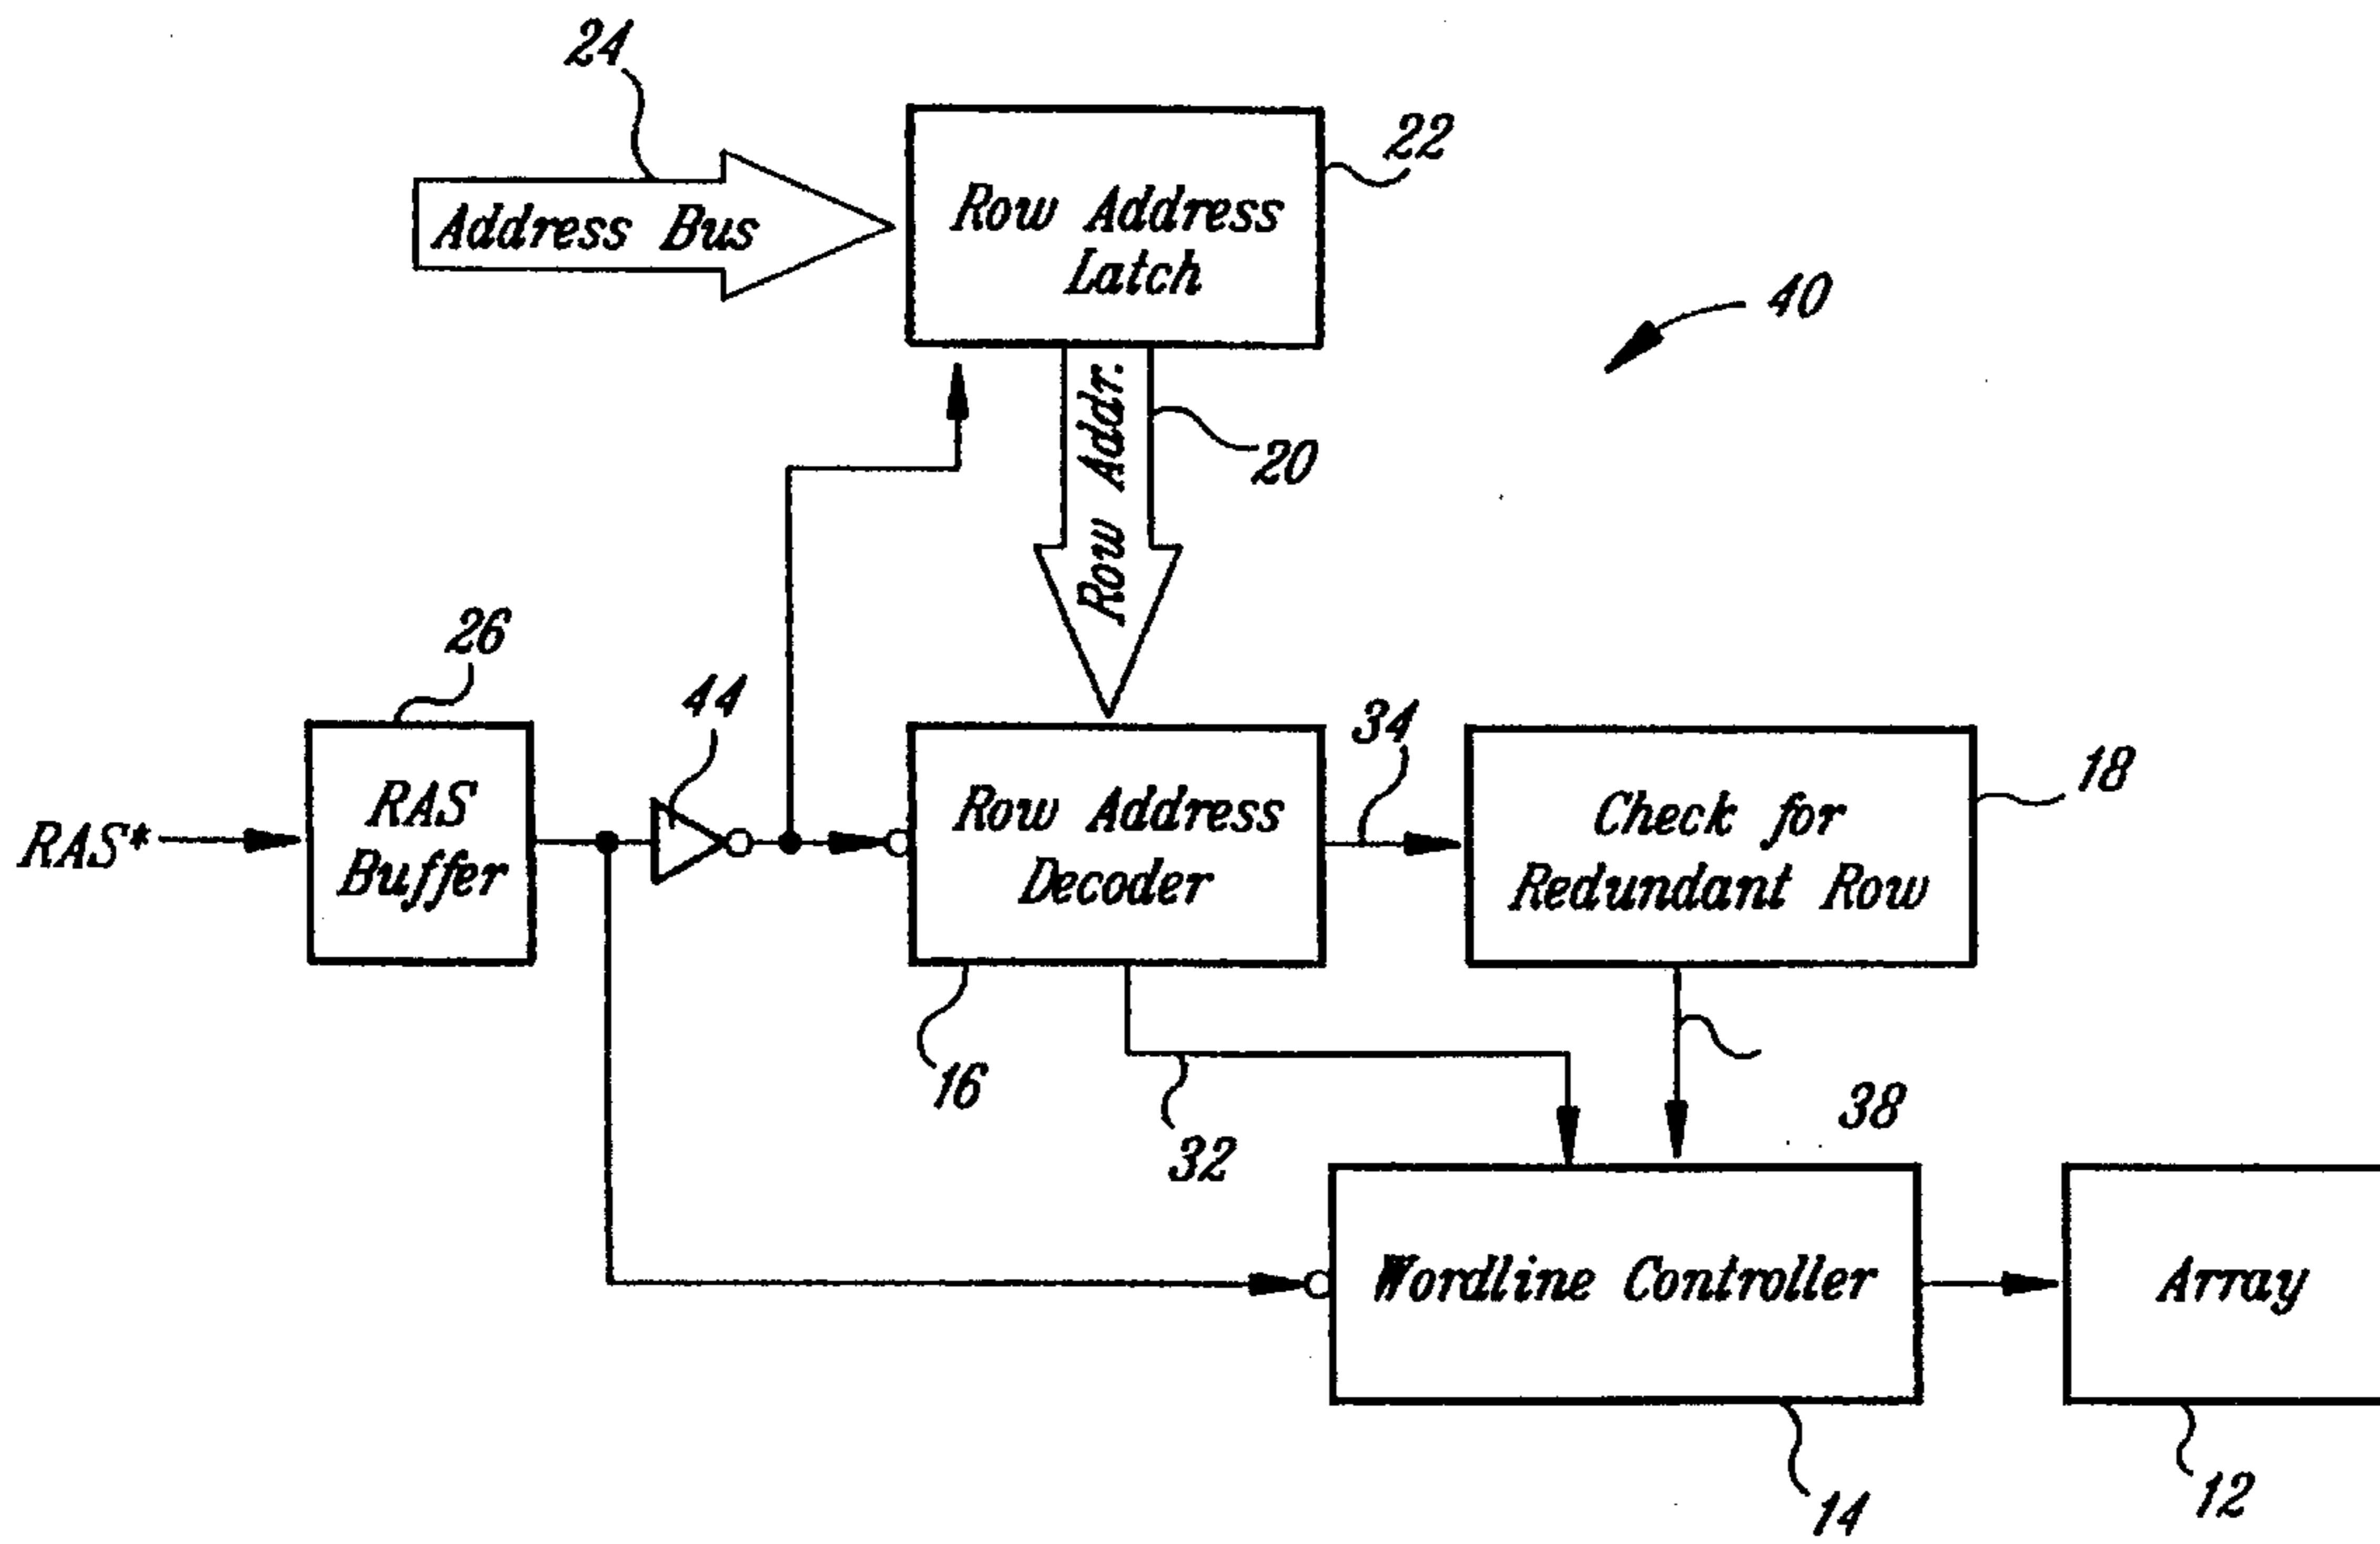 24
22
Address Bus
Row Address
Latch
40
Row Addr.
20
26
44
34
18
RAS*
RAS
Buffer
Row Address
Decoder
Check for
Redundant Row
16
32
38
Wordline Controller
Array
14
12